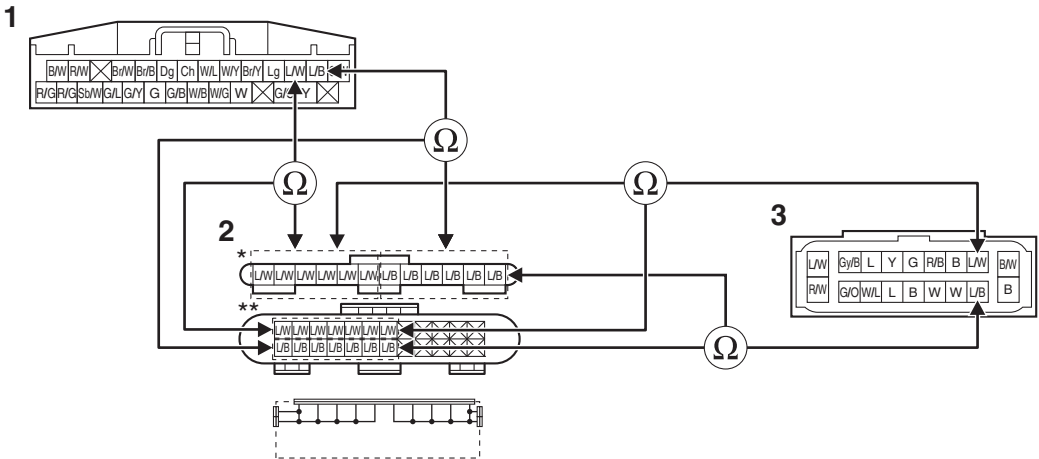 1
B/W R/W Br/W Br/B Dg Ch W/L W/Y Br/Y Lg L/W L/B
R/G R/G Sb/W G/L G/Y G G/B W/B W/G W Y
Ω
Ω Ω
2 3
*
L/W L/W L/W L/W L/W L/W L/B L/B L/B L/B L/B L/B
L/W Gy/B L Y G R/B B L/W B/W
R/W G/O W/L L B W W L/B B
**
L/W L/W L/W L/W L/W L/W L/W
L/B L/B L/B L/B L/B L/B L/B
Ω